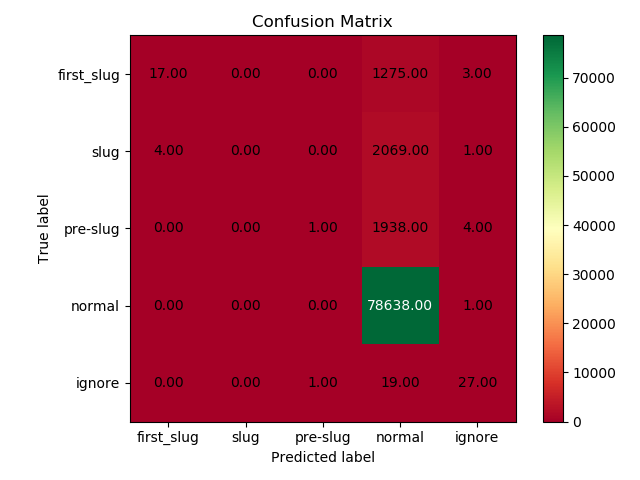 Confusion Matrix
first_slug 17.00 0.00 0.00 1275.00 3.00
slug 4.00 0.00 0.00 2069.00 1.00
pre-slug 0.00 0.00 1.00 1938.00 4.00
normal 0.00 0.00 0.00 78638.00 1.00
ignore 0.00 0.00 1.00 19.00 27.00
first_slug slug pre-slug normal ignore
Predicted label
True label
70000
60000
50000
40000
30000
20000
10000
0